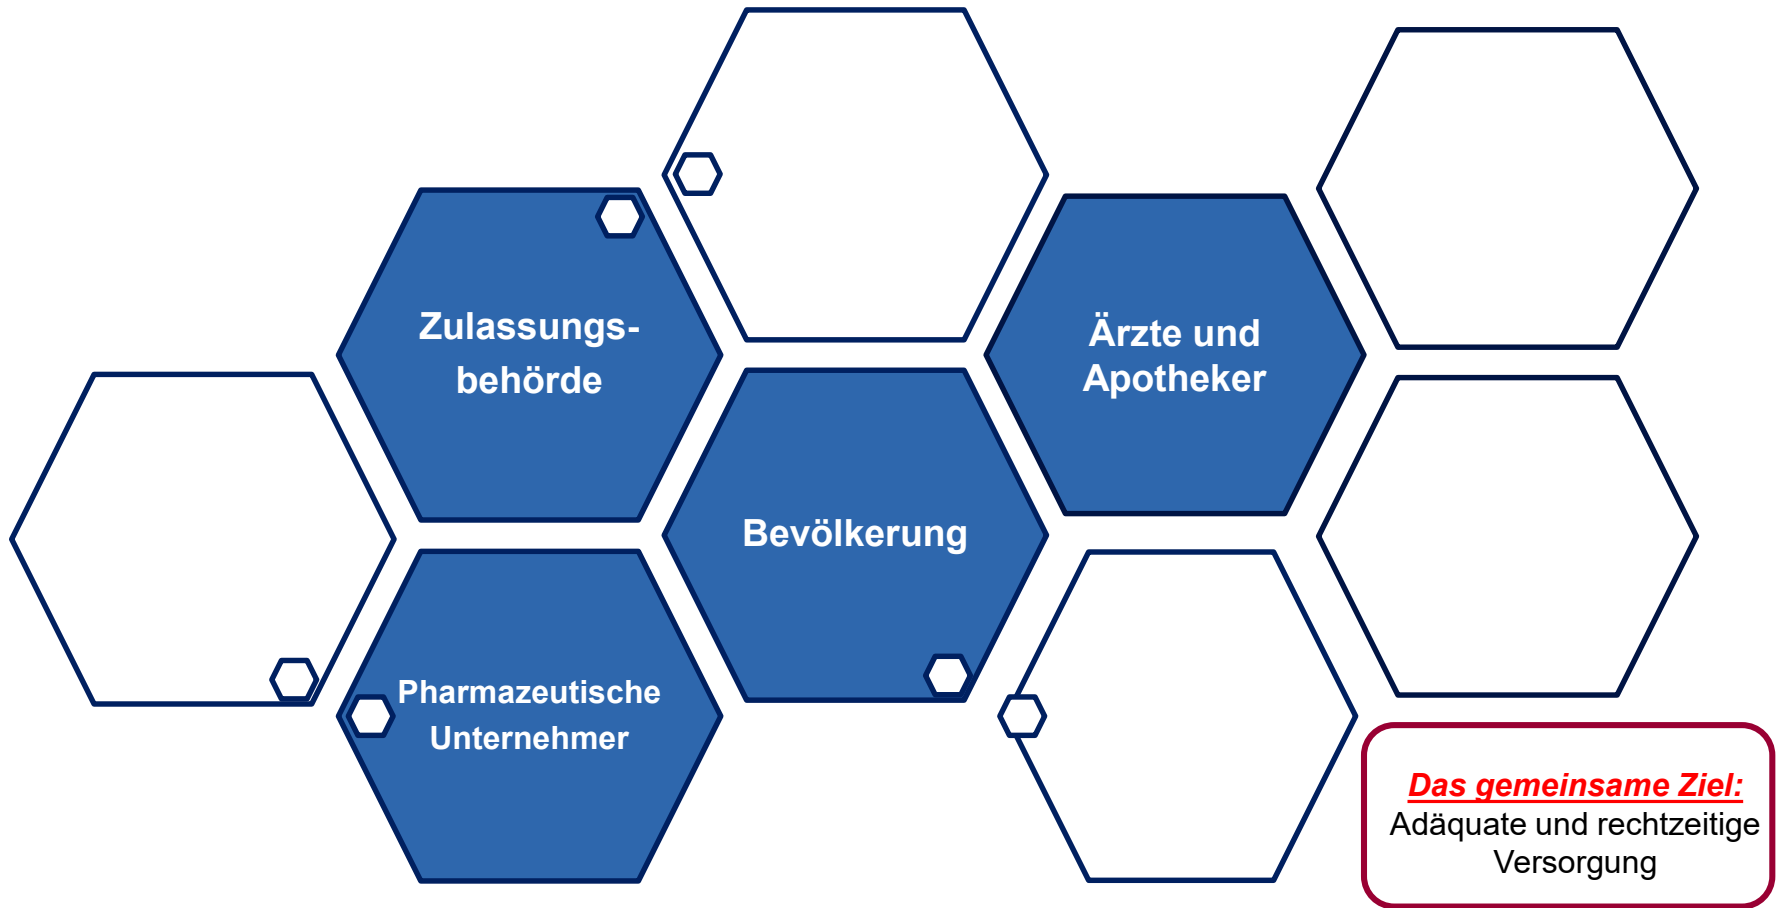 Zulassungs-
behörde
Ärzte und
Apotheker
Bevölkerung
Pharmazeutische
Unternehmer
Das gemeinsame Ziel:
Adäquate und rechtzeitige
Versorgung